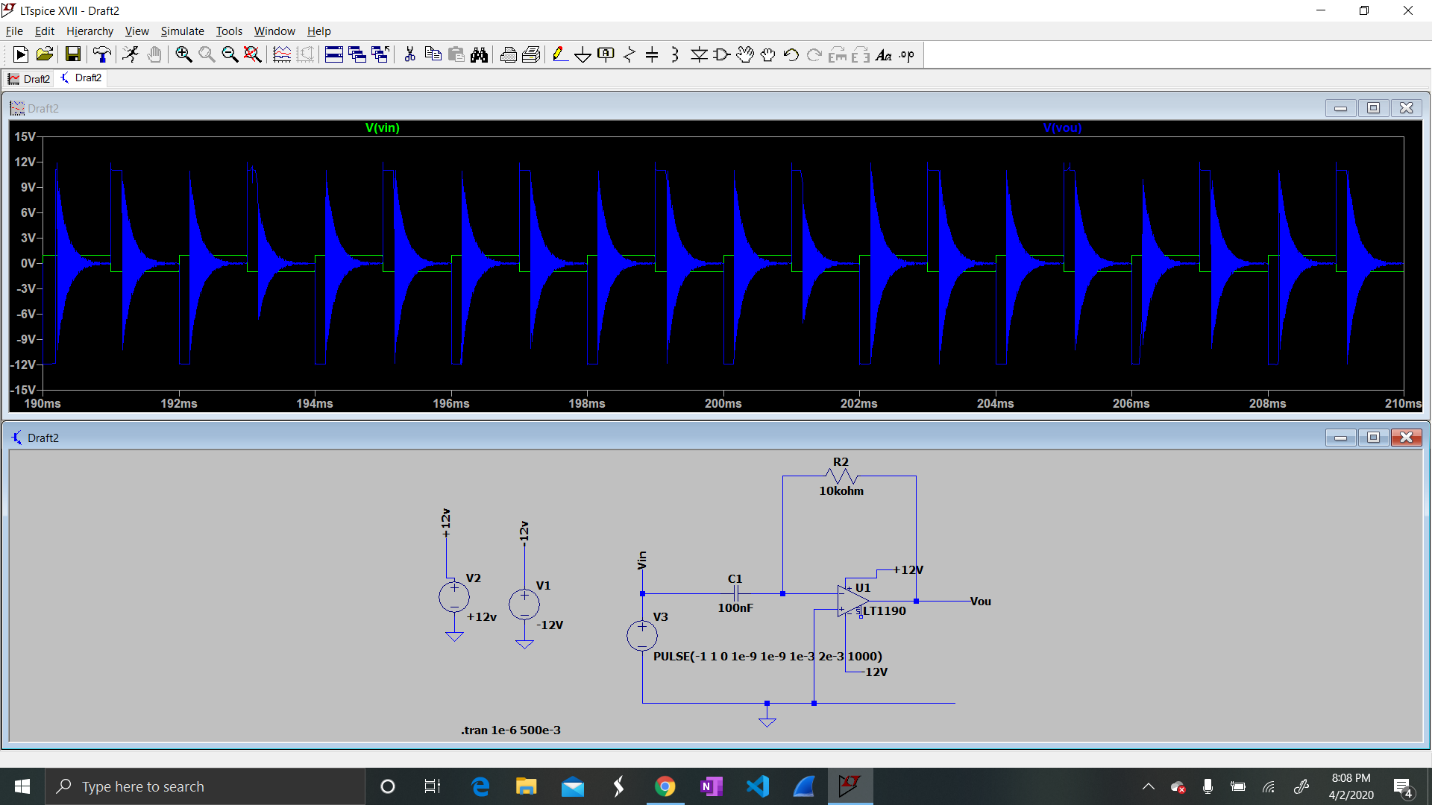 LTspice XVII - Draft2
File Edit Hierarchy View Simulate Tools Window Help
Draft2 Draft2
Draft2
V(vin) V(vou)
15V
12V
9V
6V
3V
0V
-3V
-6V
-9V
-12V
-15V
190ms 192ms 194ms 196ms 198ms 200ms 202ms 204ms 206ms 208ms 210ms
Draft2
R2
10kohm
+12v
-12v
Vin
V2
+12v
V1
-12V
C1
100nF
+12V
U1
LT1190
Vou
V3
PULSE(-1 1 0 1e-9 1e-9 1e-3 2e-3 1000)
-12V
.tran 1e-6 500e-3
Type here to search
8:08 PM
4/2/2020
4